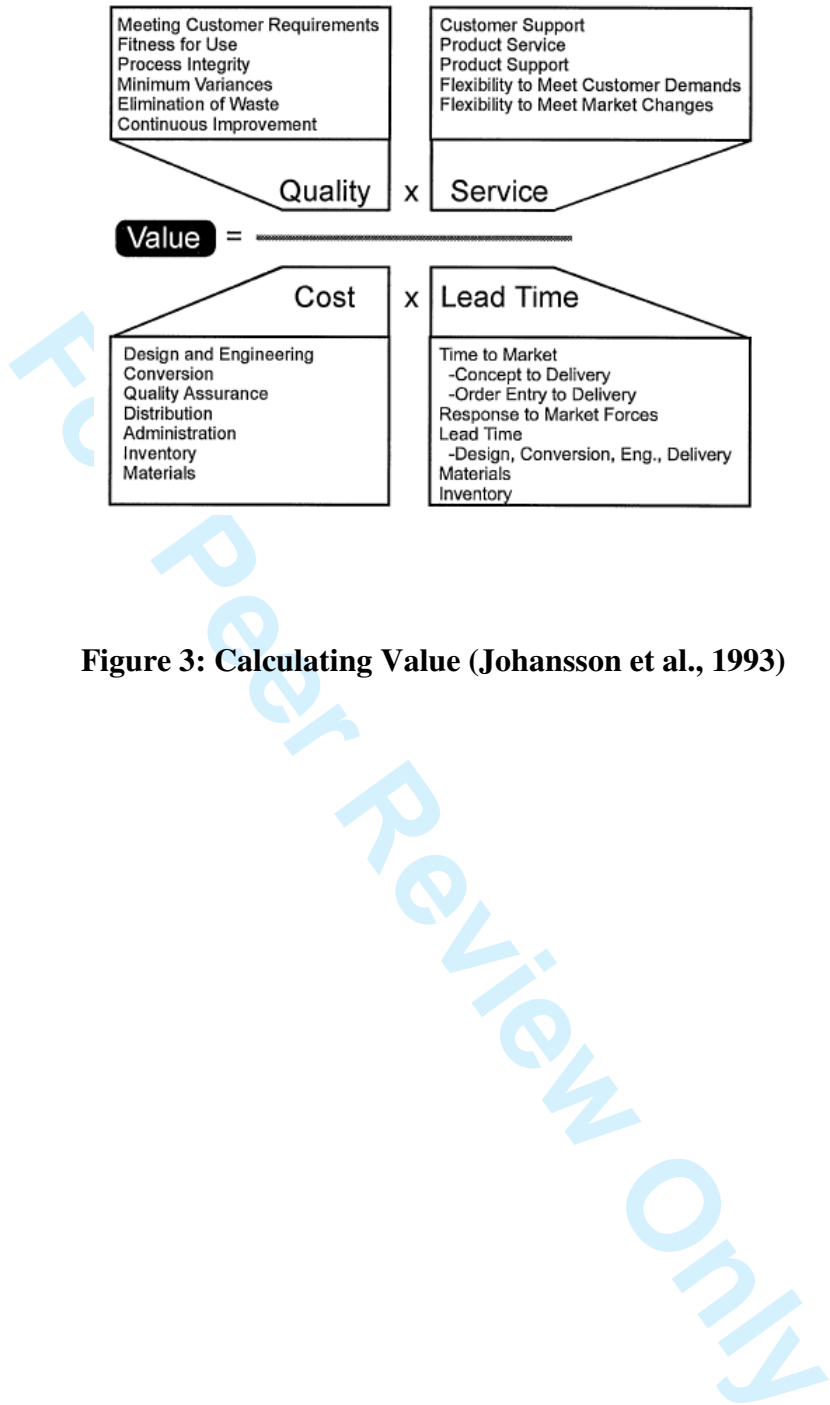 Meeting Customer Requirements
Fitness for Use
Process Integrity
Minimum Variances
Elimination of Waste
Continuous Improvement
Customer Support
Product Service
Product Support
Flexibility to Meet Customer Demands
Flexibility to Meet Market Changes
Quality x Service
Value =
Cost x Lead Time
Design and Engineering
Conversion
Quality Assurance
Distribution
Administration
Inventory
Materials
Time to Market
-Concept to Delivery
-Order Entry to Delivery
Response to Market Forces
Lead Time
-Design, Conversion, Eng., Delivery
Materials
Inventory
Figure 3: Calculating Value (Johansson et al., 1993)
Fo Peer Review Only